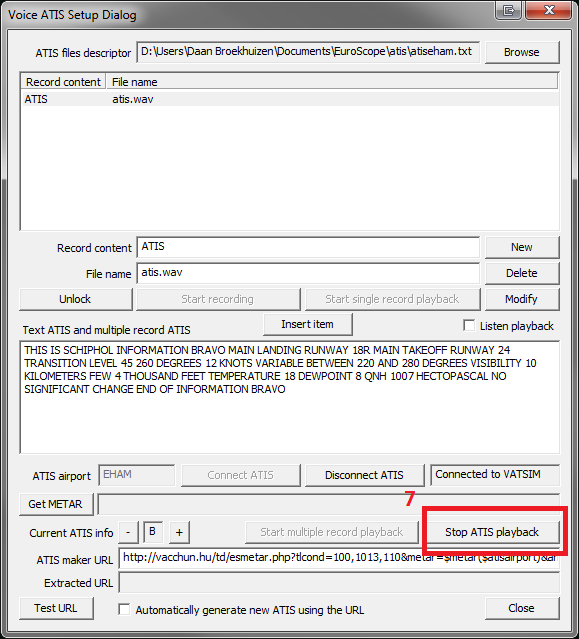 Voice ATIS Setup Dialog
ATIS files descriptor D:\Users\Daan Broekhuizen\Documents\EuroScope\atis\atiseham.txt Browse
Record content File name
ATIS atis.wav
Record content ATIS New
File name atis.wav Delete
Unlock Start recording Start single record playback Modify
Text ATIS and multiple record ATIS Insert item Listen playback
THIS IS SCHIPHOL INFORMATION BRAVO MAIN LANDING RUNWAY 18R MAIN TAKEOFF RUNWAY 24
TRANSITION LEVEL 45 260 DEGREES 12 KNOTS VARIABLE BETWEEN 220 AND 280 DEGREES VISIBILITY 10
KILOMETERS FEW 4 THOUSAND FEET TEMPERATURE 18 DEWPOINT 8 QNH 1007 HECTOPASCAL NO
SIGNIFICANT CHANGE END OF INFORMATION BRAVO
ATIS airport EHAM Connect ATIS Disconnect ATIS Connected to VATSIM
Get METAR 7
Current ATIS info - B + Start multiple record playback Stop ATIS playback
ATIS maker URL http://vacchun.hu/td/esmetar.php?tlcond=100,1013,110&metar=$metar($atisairport)&ar
Extracted URL
Test URL Automatically generate new ATIS using the URL Close